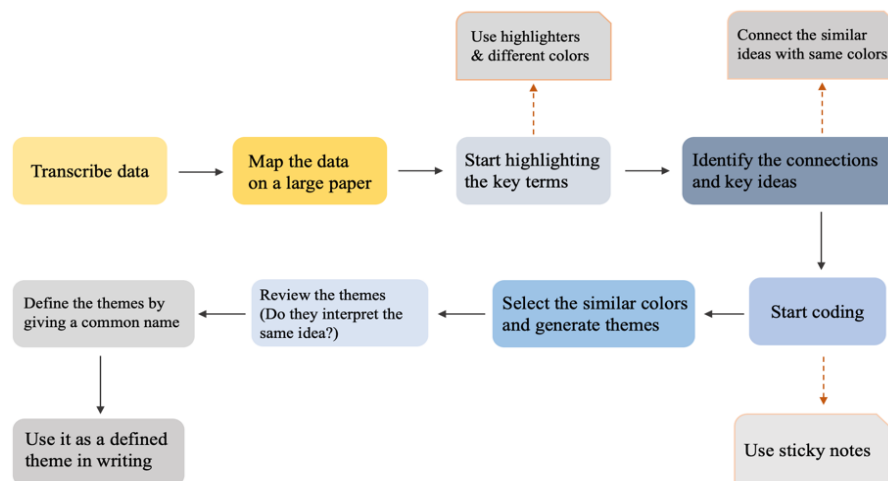 Use highlighters
& different colors
Connect the similar
ideas with same colors
Transcribe data
Map the data
on a large paper
Start highlighting
the key terms
Identify the connections
and key ideas
Define the themes by
giving a common name
Review the themes
(Do they interpret the
same idea?)
Select the similar colors
and generate themes
Start coding
Use it as a defined
theme in writing
Use sticky notes